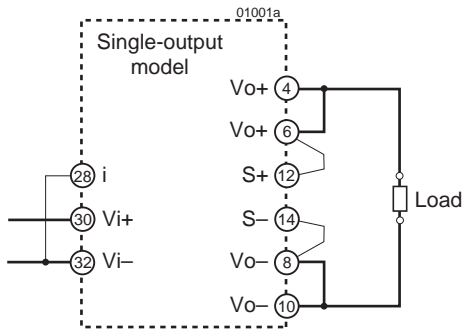 01001a
Single-output
model
Vo+ 4
Vo+ 6
28 i
S+ 12
Load
30 Vi+
S– 14
32 Vi–
Vo– 8
Vo– 10